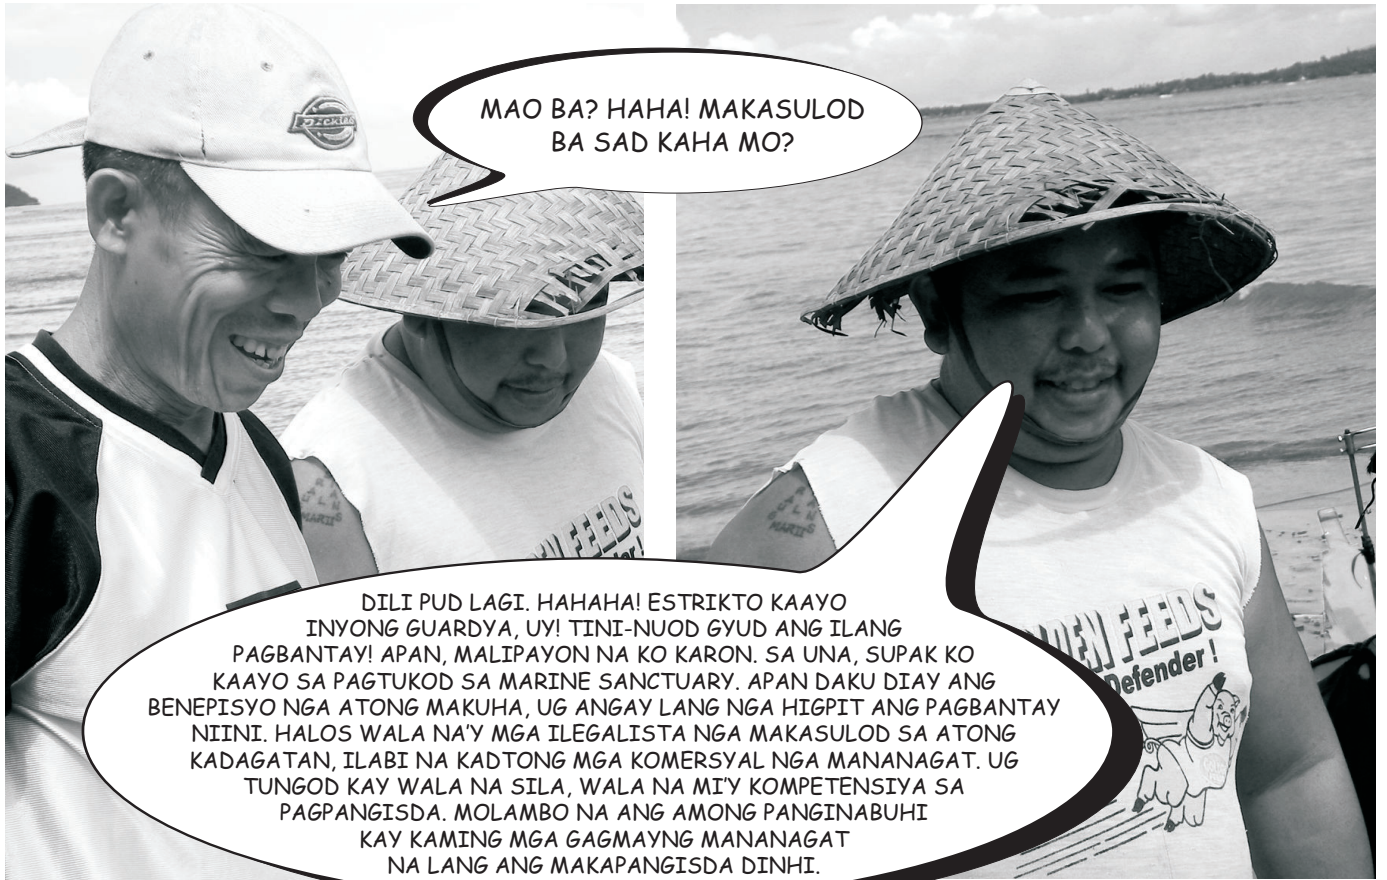 Dickies
MAO BA? HAHA! MAKASULOD
BA SAD KAHA MO?
DILI PUD LAGI. HAHAHA! ESTRIKTO KAAYO
INYONG GUARDYA, UY! TINI-NUOD GYUD ANG ILANG
PAGBANTAY! APAN, MALIPAYON NA KO KARON. SA UNA, SUPAK KO
KAAYO SA PAGTUKOD SA MARINE SANCTUARY. APAN DAKU DIAY ANG
BENEPISYO NGA ATONG MAKUHA, UG ANGAY LANG NGA HIGPIT ANG PAGBANTAY
NIINI. HALOS WALA NA'Y MGA ILEGALISTA NGA MAKASULOD SA ATONG
KADAGATAN, ILABI NA KADTONG MGA KOMERSYAL NGA MANANAGAT. UG
TUNGOD KAY WALA NA SILA, WALA NA MI'Y KOMPETENSIYA SA
PAGPANGISDA. MOLAMBO NA ANG AMONG PANGINABUHI
KAY KAMING MGA GAGMAYNG MANANAGAT
NA LANG ANG MAKAPANGISDA DINHI.
FEEDS
FEEDS
Defender!